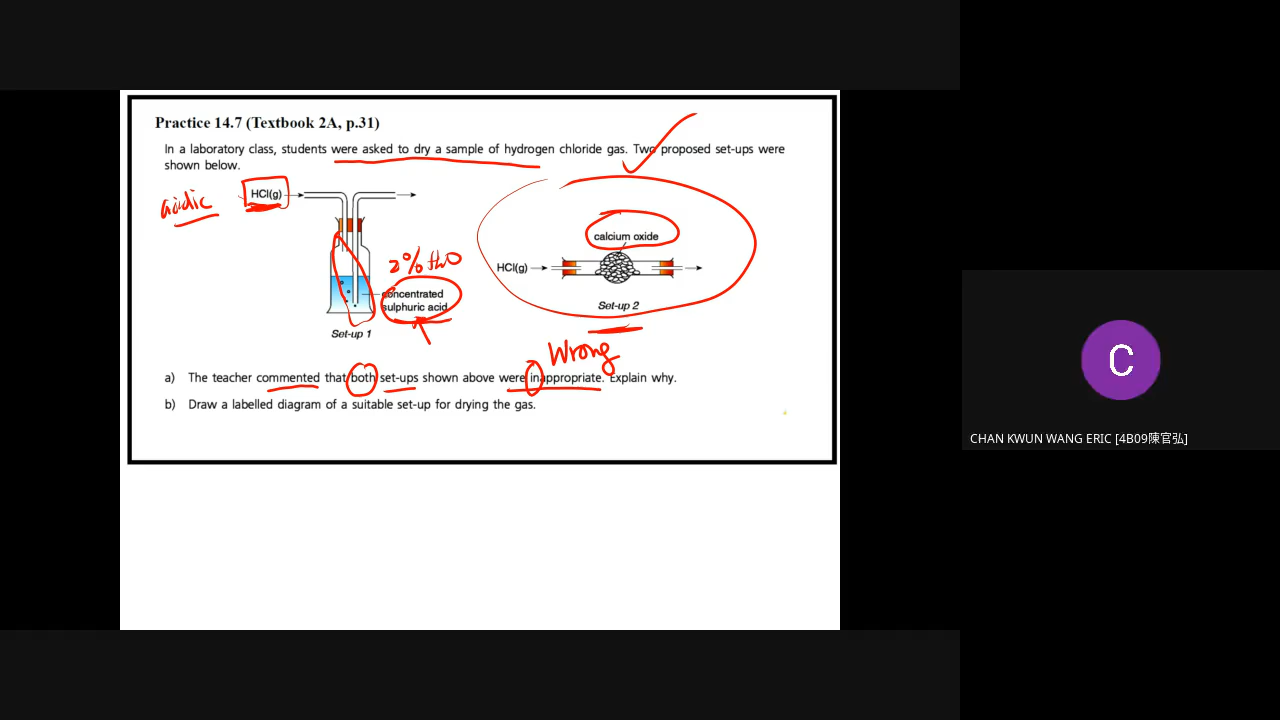 Practice 14.7 (Textbook 2A, p.31)
In a laboratory class, students were asked to dry a sample of hydrogen chloride gas. Two proposed set-ups were
shown below.
acidic
HCl(g)
calcium oxide
2%
HCl(g)
concentrated
sulphuric acid
Set-up 1
Set-up 2
Wrong
a) The teacher commented that both set-ups shown above were inappropriate. Explain why.
b) Draw a labelled diagram of a suitable set-up for drying the gas.
C
CHAN KWUN WANG ERIC [4B09陳官弘]